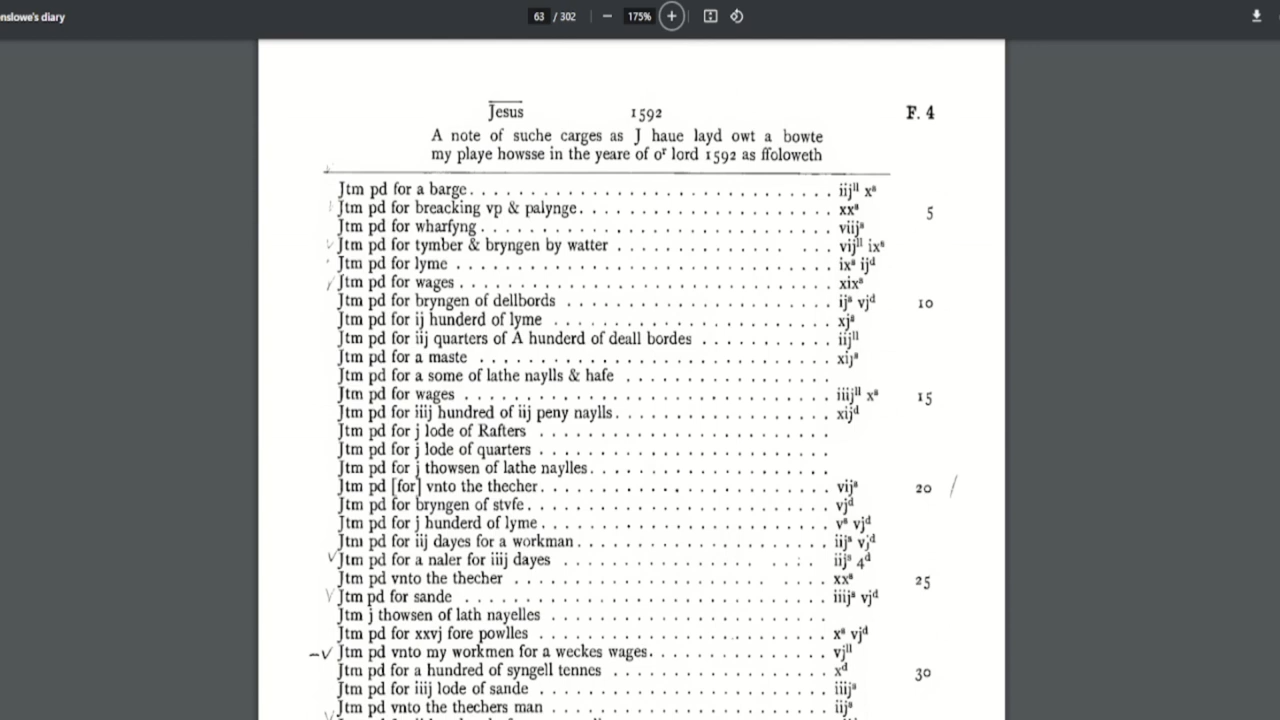 nslowe's diary
63 / 302
175%
Jesus 1592 F. 4
A note of suche carges as J haue layd owt a bowte
my playe howsse in the yeare of oʳ lord 1592 as ffoloweth
Jtm pd for a barge. . . . . . . . . . iijˡˡ xˢ
Jtm pd for breacking vp & palynge. . . . . . . . . . xxˢ 5
Jtm pd for wharfyng . . . . . . . . . . viijˢ
Jtm pd for tymber & bryngen by watter . . . . . . . . . . vijˡˡ ixˢ
Jtm pd for lyme . . . . . . . . . . ixˢ ijᵈ
Jtm pd for wages . . . . . . . . . . xixˢ
Jtm pd for bryngen of dellbords . . . . . . . . . . ijˢ vjᵈ 10
Jtm pd for ij hunderd of lyme . . . . . . . . . . xjˢ
Jtm pd for iij quarters of A hunderd of deall bordes . . . . . . . . . . iijˡˡ
Jtm pd for a maste . . . . . . . . . . xijˢ
Jtm pd for a some of lathe naylls & hafe . . . . . . . . . .
Jtm pd for wages . . . . . . . . . . iiijˡˡ xˢ 15
Jtm pd for iiij hundred of iij peny naylls . . . . . . . . . . xijᵈ
Jtm pd for j lode of Rafters . . . . . . . . . .
Jtm pd for j lode of quarters . . . . . . . . . .
Jtm pd for j thowsen of lathe naylles . . . . . . . . . .
Jtm pd [for] vnto the thecher . . . . . . . . . . vijˢ 20
Jtm pd for bryngen of stvfe . . . . . . . . . . vjᵈ
Jtm pd for j hunderd of lyme . . . . . . . . . . vˢ vjᵈ
Jtm pd for iij dayes for a workman . . . . . . . . . . iijˢ vjᵈ
Jtm pd for a naler for iiij dayes . . . . . . . . . . iijˢ 4ᵈ
Jtm pd vnto the thecher . . . . . . . . . . xxˢ 25
Jtm pd for sande . . . . . . . . . . iiijˢ vjᵈ
Jtm j thowsen of lath nayelles . . . . . . . . . .
Jtm pd for xxvj fore powlles . . . . . . . . . . xˢ vjᵈ
Jtm pd vnto my workmen for a weckes wages . . . . . . . . . . vjˡˡ
Jtm pd for a hundred of syngell tennes . . . . . . . . . . xᵈ 30
Jtm pd for iiij lode of sande . . . . . . . . . . iiijˢ
Jtm pd vnto the thechers man . . . . . . . . . . iijˢ